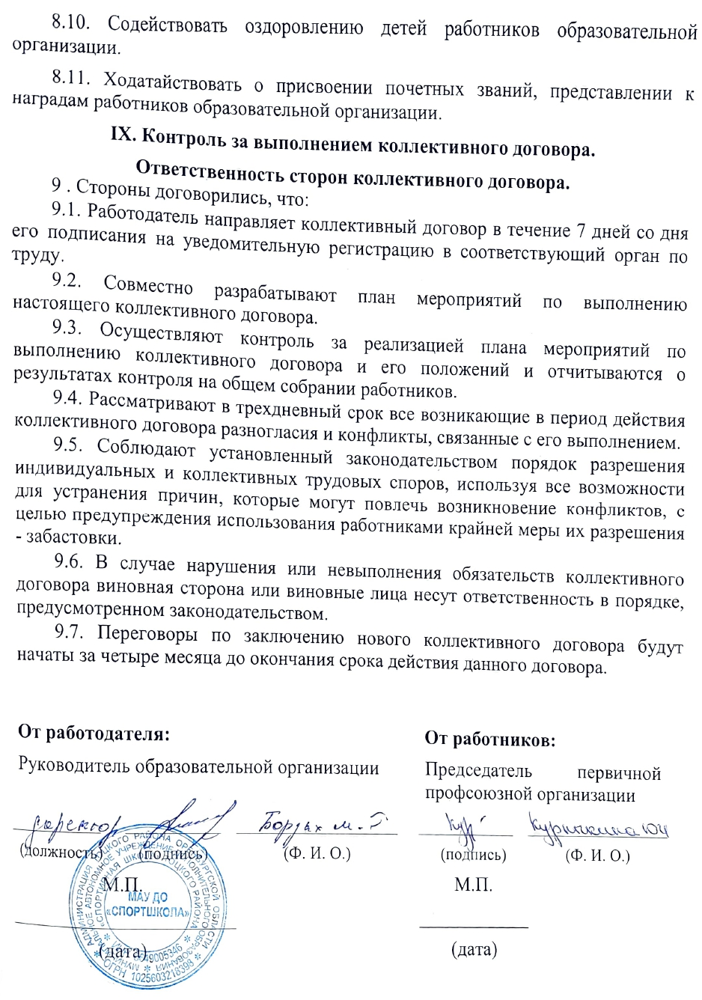 8.10. Содействовать оздоровлению детей работников образовательной
организации.
8.11. Ходатайствовать о присвоении почетных званий, представлении к
наградам работников образовательной организации.
IX. Контроль за выполнением коллективного договора.
Ответственность сторон коллективного договора.
9 . Стороны договорились, что:
9.1. Работодатель направляет коллективный договор в течение 7 дней со дня
его подписания на уведомительную регистрацию в соответствующий орган по
труду.
9.2. Совместно разрабатывают план мероприятий по выполнению
настоящего коллективного договора.
9.3. Осуществляют контроль за реализацией плана мероприятий по
выполнению коллективного договора и его положений и отчитываются о
результатах контроля на общем собрании работников.
9.4. Рассматривают в трехдневный срок все возникающие в период действия
коллективного договора разногласия и конфликты, связанные с его выполнением.
9.5. Соблюдают установленный законодательством порядок разрешения
индивидуальных и коллективных трудовых споров, используя все возможности
для устранения причин, которые могут повлечь возникновение конфликтов, с
целью предупреждения использования работниками крайней меры их разрешения
- забастовки.
9.6. В случае нарушения или невыполнения обязательств коллективного
договора виновная сторона или виновные лица несут ответственность в порядке,
предусмотренном законодательством.
9.7. Переговоры по заключению нового коллективного договора будут
начаты за четыре месяца до окончания срока действия данного договора.
От работодателя: От работников:
Руководитель образовательной организации
Председатель первичной
профсоюзной организации
директор
(должность) (подпись) (Ф. И. О.) (подпись) (Ф. И. О.)
М.П. М.П.
МАУ ДО
«СПОРТШКОЛА»
(дата) (дата)
ОГРН 1025603218398